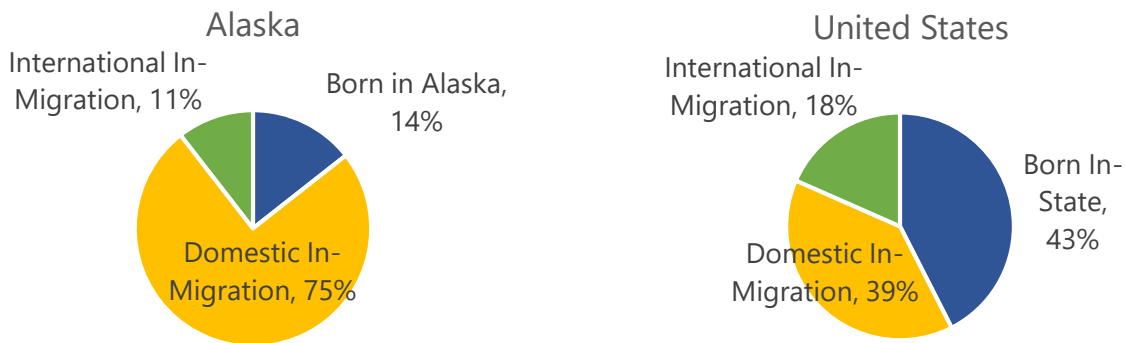 Alaska
International In-
Migration, 11%
Born in Alaska,
14%
Domestic In-
Migration, 75%
United States
International In-
Migration, 18%
Born In-
State,
43%
Domestic In-
Migration, 39%